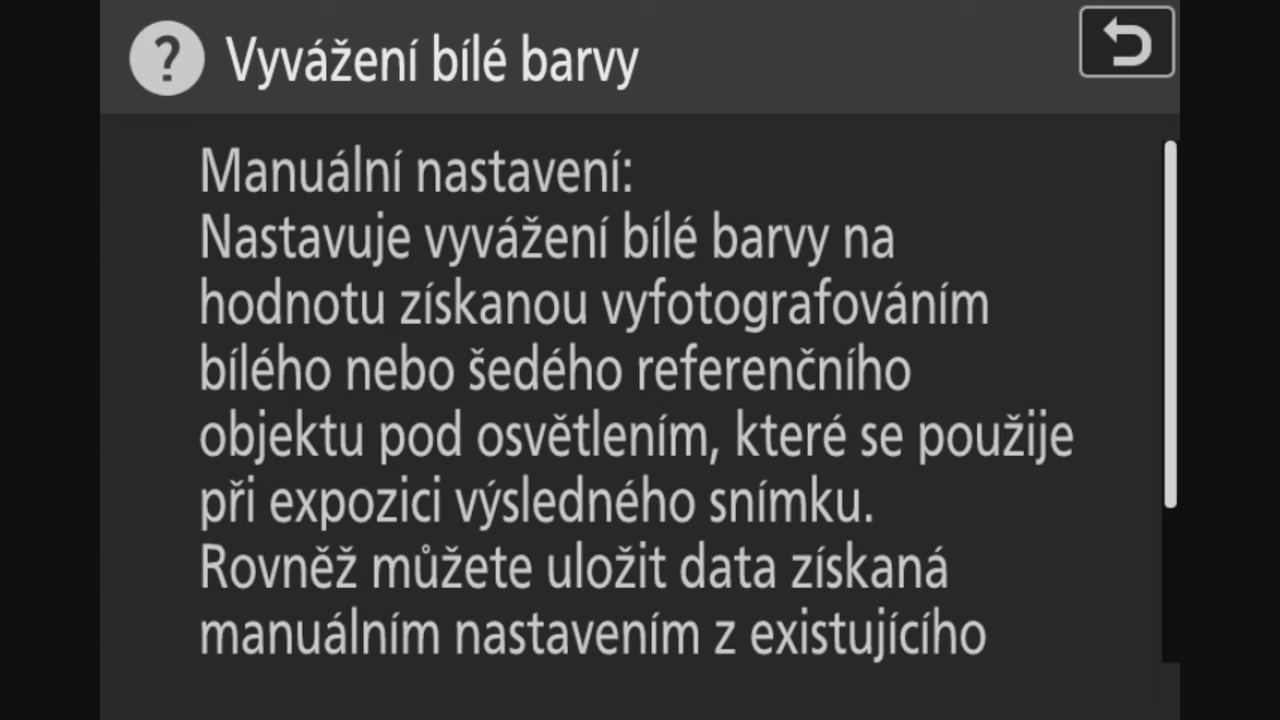 ? Vyvážení bílé barvy
Manuální nastavení:
Nastavuje vyvážení bílé barvy na
hodnotu získanou vyfotografováním
bílého nebo šedého referenčního
objektu pod osvětlením, které se použije
při expozici výsledného snímku.
Rovněž můžete uložit data získaná
manuálním nastavením z existujícího